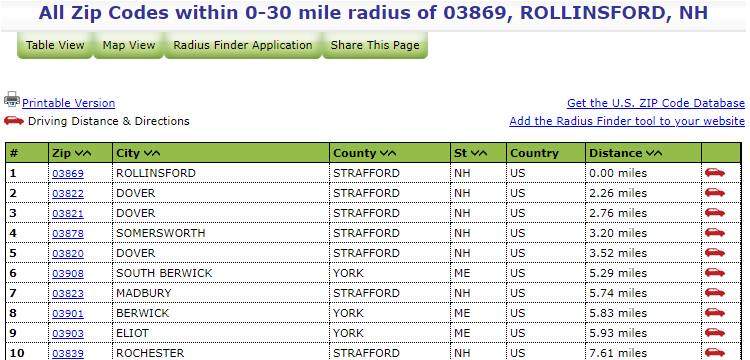 All Zip Codes within 0-30 mile radius of 03869, ROLLINSFORD, NH
Table View Map View Radius Finder Application Share This Page
Printable Version Get the U.S. ZIP Code Database
Driving Distance & Directions Add the Radius Finder tool to your website
# Zip City County St Country Distance
1 03869 ROLLINSFORD STRAFFORD NH US 0.00 miles
2 03822 DOVER STRAFFORD NH US 2.26 miles
3 03821 DOVER STRAFFORD NH US 2.76 miles
4 03878 SOMERSWORTH STRAFFORD NH US 3.20 miles
5 03820 DOVER STRAFFORD NH US 3.52 miles
6 03908 SOUTH BERWICK YORK ME US 5.29 miles
7 03823 MADBURY STRAFFORD NH US 5.74 miles
8 03901 BERWICK YORK ME US 5.83 miles
9 03903 ELIOT YORK ME US 5.93 miles
10 03839 ROCHESTER STRAFFORD NH US 7.61 miles